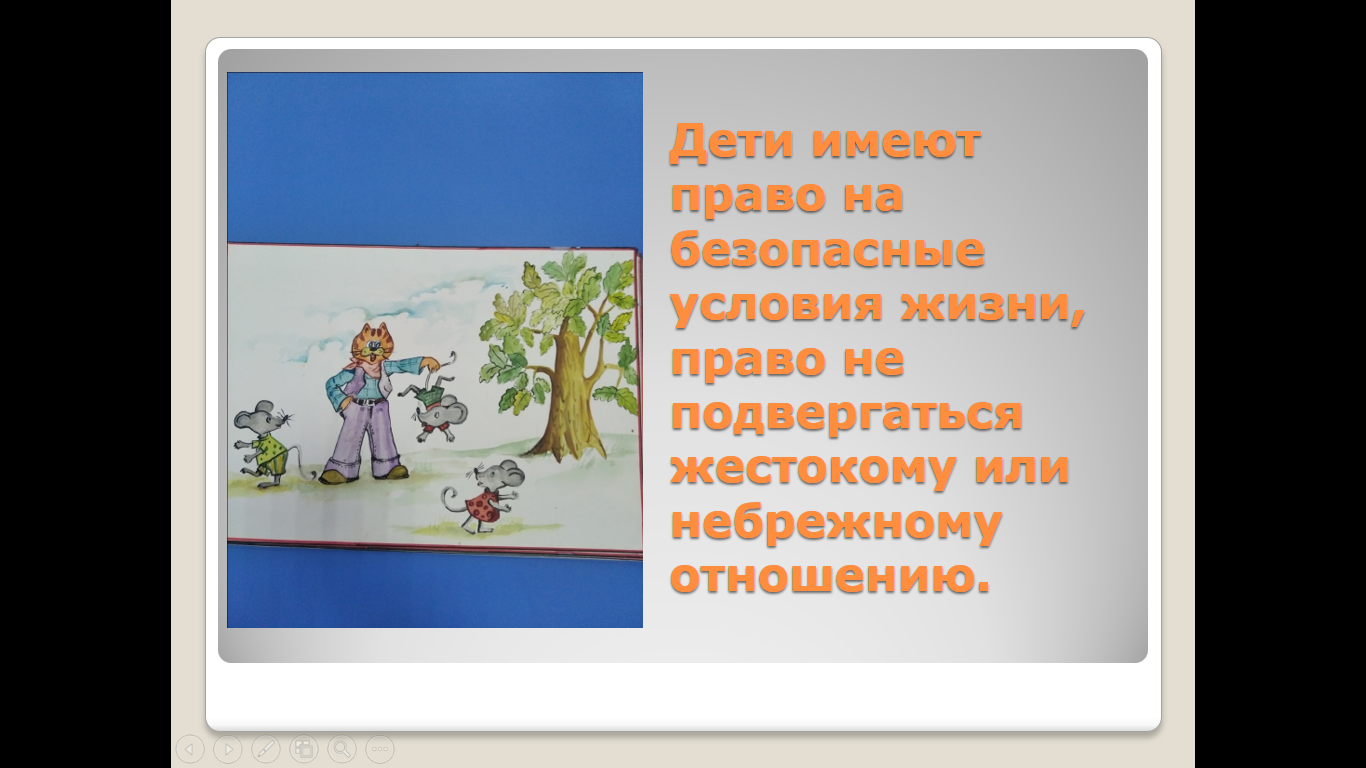 Дети имеют
право на
безопасные
условия жизни,
право не
подвергаться
жестокому или
небрежному
отношению.